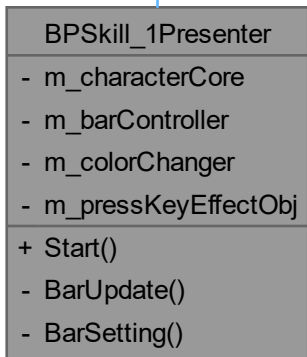 BPSkill_1Presenter
- m_characterCore
- m_barController
- m_colorChanger
- m_pressKeyEffectObj
+ Start()
- BarUpdate()
- BarSetting()